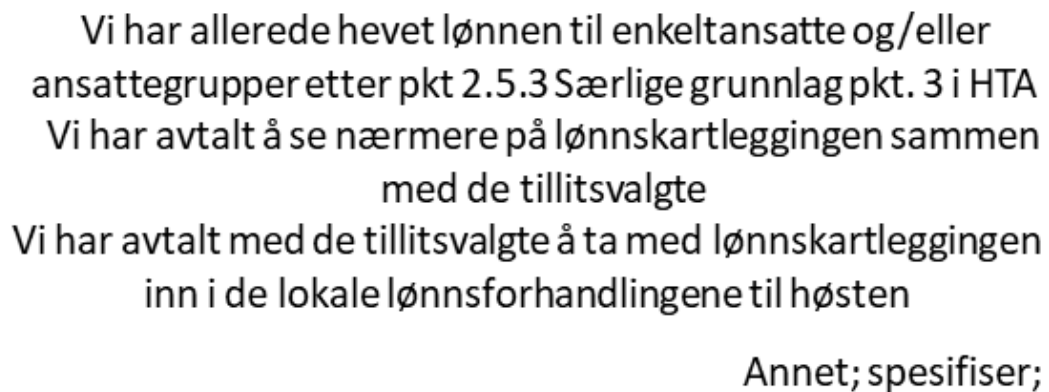 Vi har allerede hevet lønnen til enkeltansatte og/eller
ansattegrupper etter pkt 2.5.3 Særlige grunnlag pkt. 3 i HTA
Vi har avtalt å se nærmere på lønnskartleggingen sammen
med de tillitsvalgte
Vi har avtalt med de tillitsvalgte å ta med lønnskartleggingen
inn i de lokale lønnsforhandlingene til høsten
Annet; spesifiser;